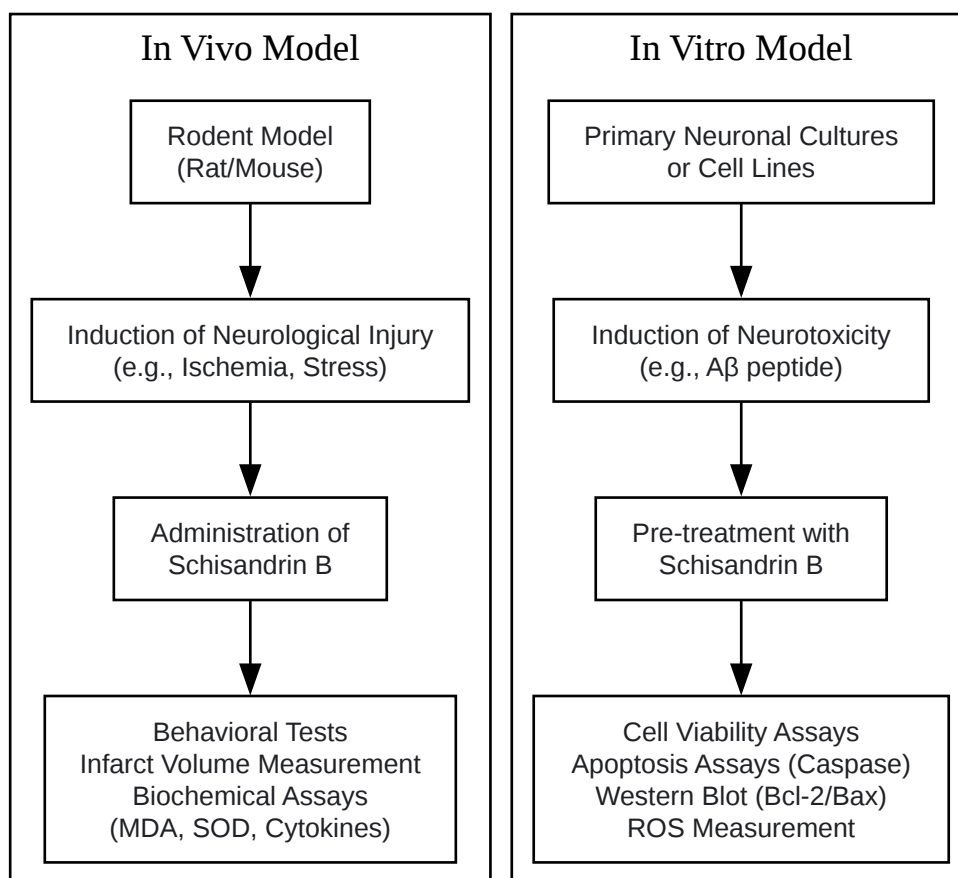 In Vivo Model
Rodent Model
(Rat/Mouse)
Induction of Neurological Injury
(e.g., Ischemia, Stress)
Administration of
Schisandrin B
Behavioral Tests
Infarct Volume Measurement
Biochemical Assays
(MDA, SOD, Cytokines)
In Vitro Model
Primary Neuronal Cultures
or Cell Lines
Induction of Neurotoxicity
(e.g., Aβ peptide)
Pre-treatment with
Schisandrin B
Cell Viability Assays
Apoptosis Assays (Caspase)
Western Blot (Bcl-2/Bax)
ROS Measurement